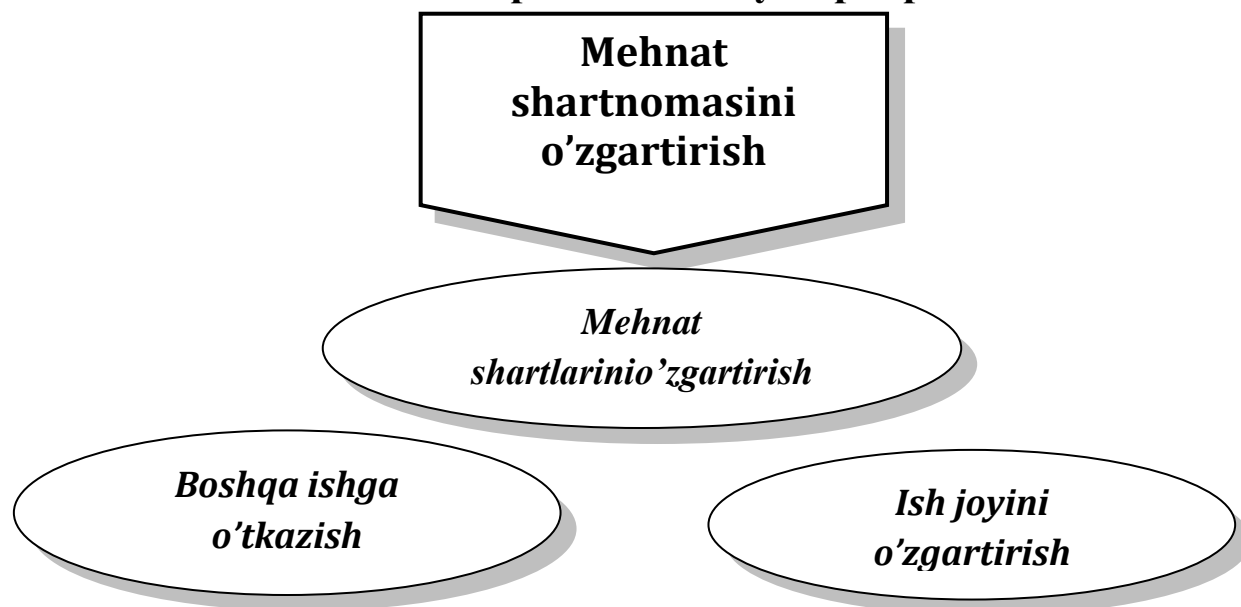 Mehnat
shartnomasini
o’zgartirish
Mehnat
shartlarinio’zgartirish
Boshqa ishga
o’tkazish
Ish joyini
o’zgartirish